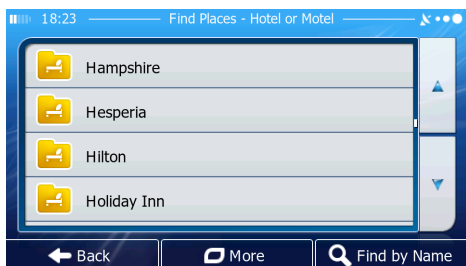 18:23 Find Places - Hotel or Motel
Hampshire
Hesperia
Hilton
Holiday Inn
Back More Find by Name